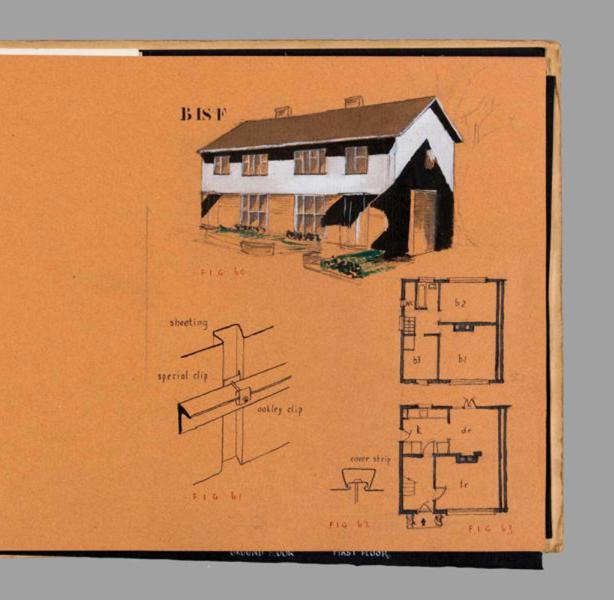 BISF
FIG 60
sheeting
special clip
oakley clip
FIG 61
cover strip
FIG 62
wc
b2
b3
b1
k
dr
lr
FIG 63
GROUND FLOOR FIRST FLOOR